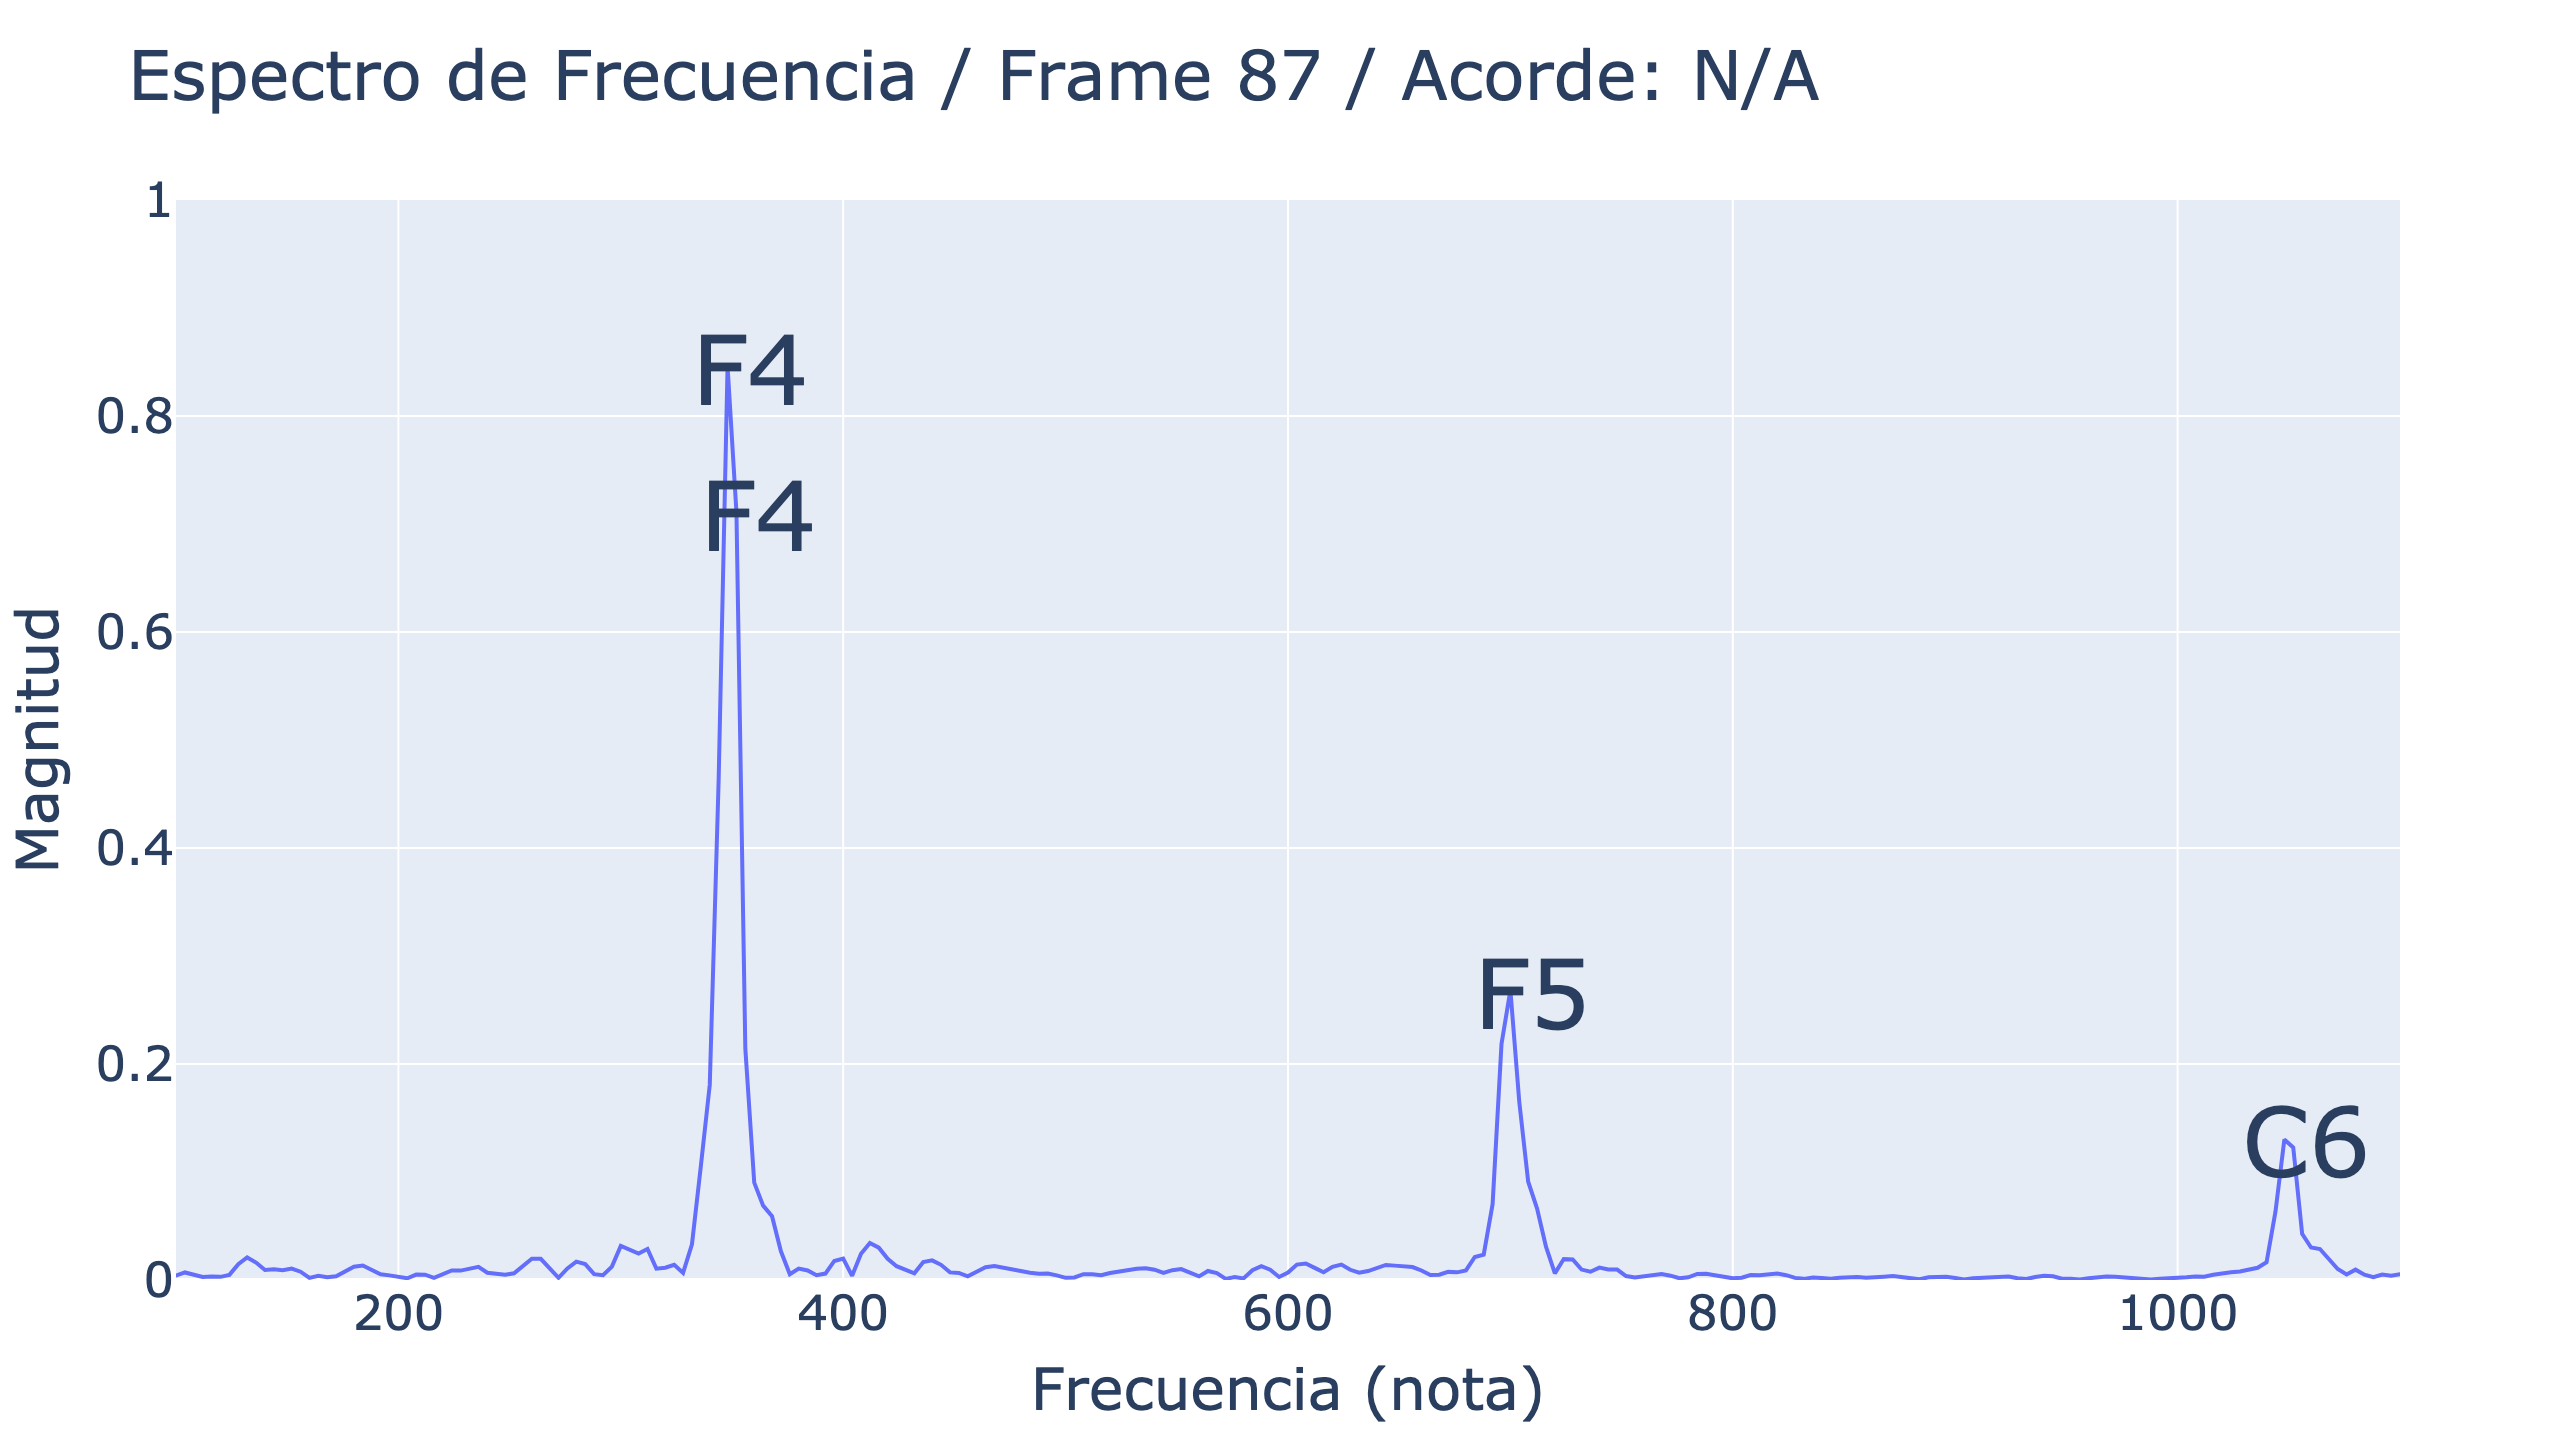 Espectro de Frecuencia / Frame 87 / Acorde: N/A
1
0.8
0.6
0.4
0.2
0
Magnitud
F4
F4
F5
C6
200 400 600 800 1000
Frecuencia (nota)